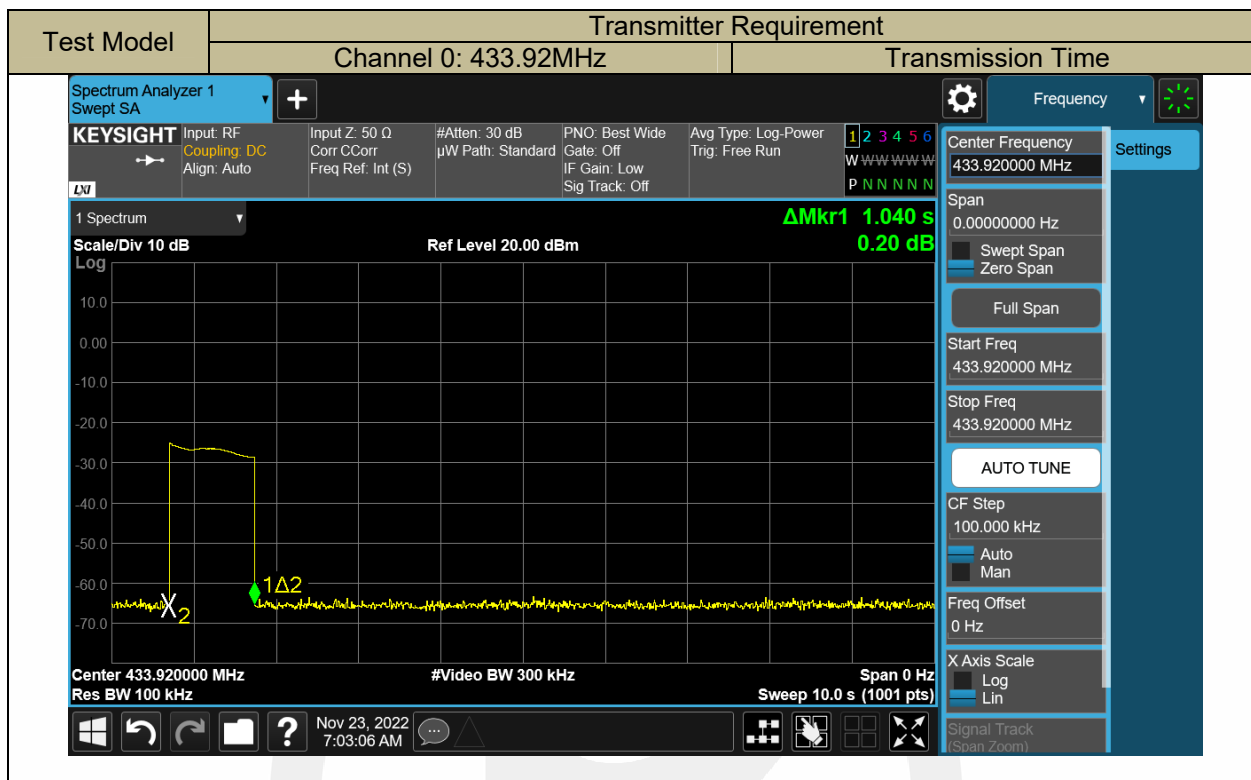 Test Model
Transmitter Requirement
Channel 0: 433.92MHz
Transmission Time
Spectrum Analyzer 1
Swept SA
Frequency
KEYSIGHT
LXI
Input: RF
Coupling: DC
Align: Auto
Input Z: 50 Ω
Corr CCorr
Freq Ref: Int (S)
#Atten: 30 dB
µW Path: Standard
PNO: Best Wide
Gate: Off
IF Gain: Low
Sig Track: Off
Avg Type: Log-Power
Trig: Free Run
1 2 3 4 5 6
W W W W W W
P N N N N N
1 Spectrum
Scale/Div 10 dB
Ref Level 20.00 dBm
ΔMkr1 1.040 s
0.20 dB
Log
10.0
0.00
-10.0
-20.0
-30.0
-40.0
-50.0
-60.0
-70.0
1Δ2
X2
Center 433.920000 MHz
Res BW 100 kHz
#Video BW 300 kHz
Span 0 Hz
Sweep 10.0 s (1001 pts)
Nov 23, 2022
7:03:06 AM
Center Frequency
433.920000 MHz
Settings
Span
0.00000000 Hz
Swept Span
Zero Span
Full Span
Start Freq
433.920000 MHz
Stop Freq
433.920000 MHz
AUTO TUNE
CF Step
100.000 kHz
Auto
Man
Freq Offset
0 Hz
X Axis Scale
Log
Lin
Signal Track
(Span Zoom)